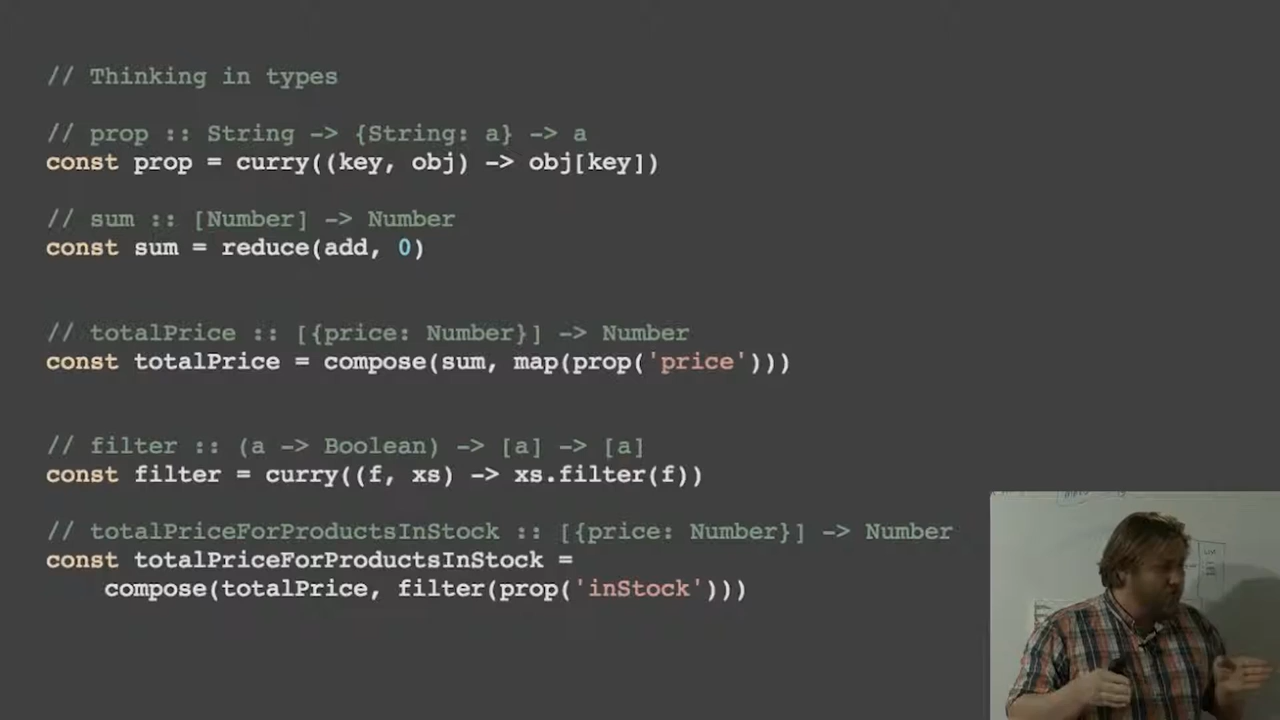 // Thinking in types
// prop :: String -> {String: a} -> a
const prop = curry((key, obj) -> obj[key])
// sum :: [Number] -> Number
const sum = reduce(add, 0)
// totalPrice :: [{price: Number}] -> Number
const totalPrice = compose(sum, map(prop('price')))
// filter :: (a -> Boolean) -> [a] -> [a]
const filter = curry((f, xs) -> xs.filter(f))
// totalPriceForProductsInStock :: [{price: Number}] -> Number
const totalPriceForProductsInStock =
compose(totalPrice, filter(prop('inStock')))